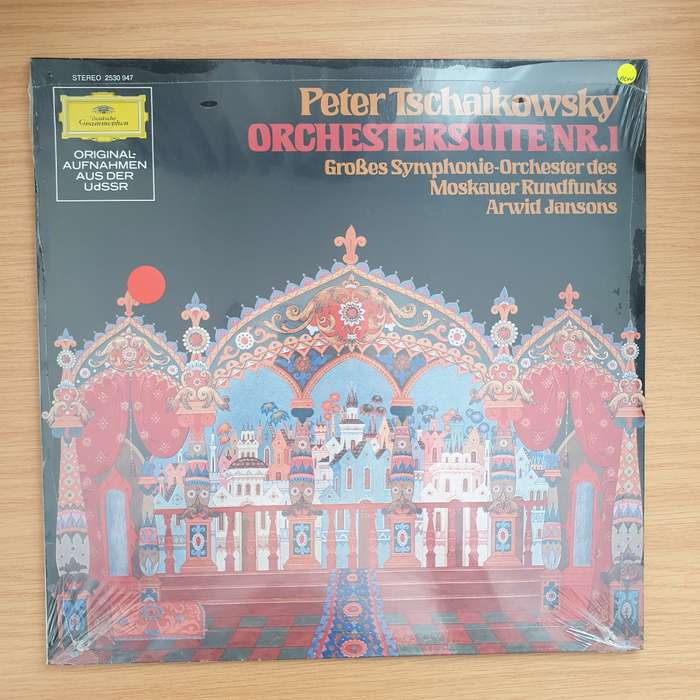 STEREO 2530 947
Deutsche
Grammophon
ORIGINAL-
AUFNAHMEN
AUS DER
UdSSR
Peter Tschaikowsky
ORCHESTERSUITE NR.1
Großes Symphonie-Orchester des
Moskauer Rundfunks
Arwid Jansons